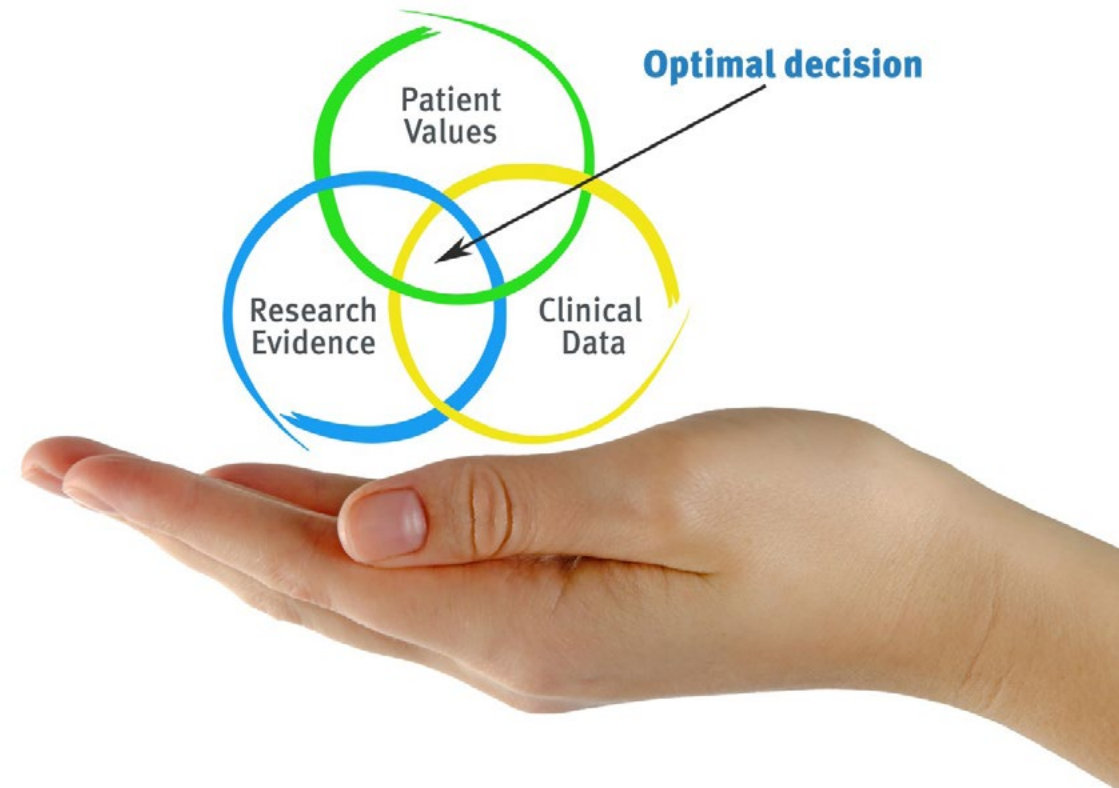 Optimal decision
Patient
Values
Research
Evidence
Clinical
Data